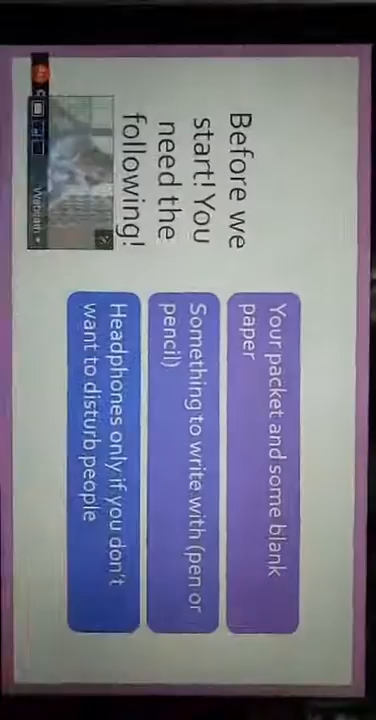 Before we
start! You
need the
following!
Your packet and some blank
paper
Something to write with (pen or
pencil)
Headphones only if you don't
want to disturb people
Webcam